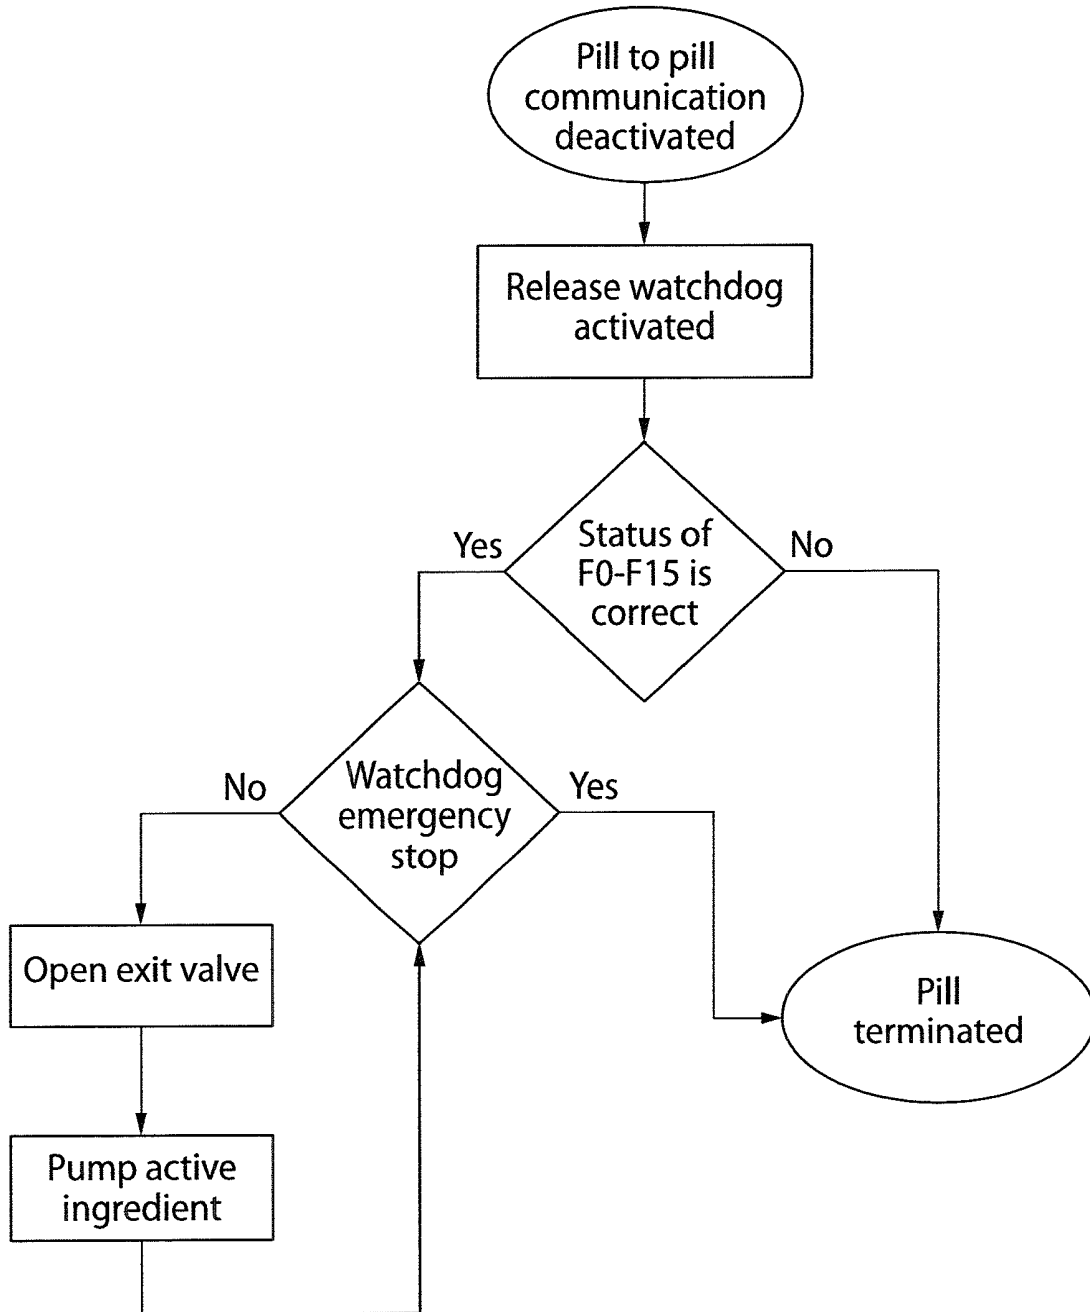 Pill to pill
communication
deactivated
Release watchdog
activated
Status of
F0-F15 is
correct
Yes
No
Watchdog
emergency
stop
No
Yes
Open exit valve
Pill
terminated
Pump active
ingredient